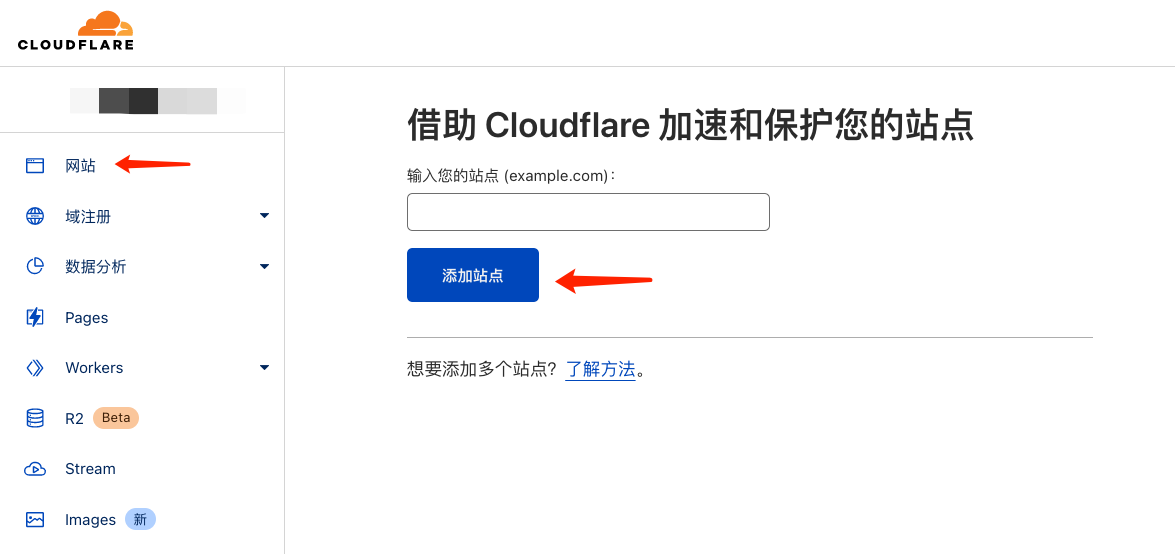 CLOUDFLARE
网站
域注册
数据分析
Pages
Workers
R2 Beta
Stream
Images 新
借助 Cloudflare 加速和保护您的站点
输入您的站点 (example.com)：
添加站点
想要添加多个站点？了解方法。